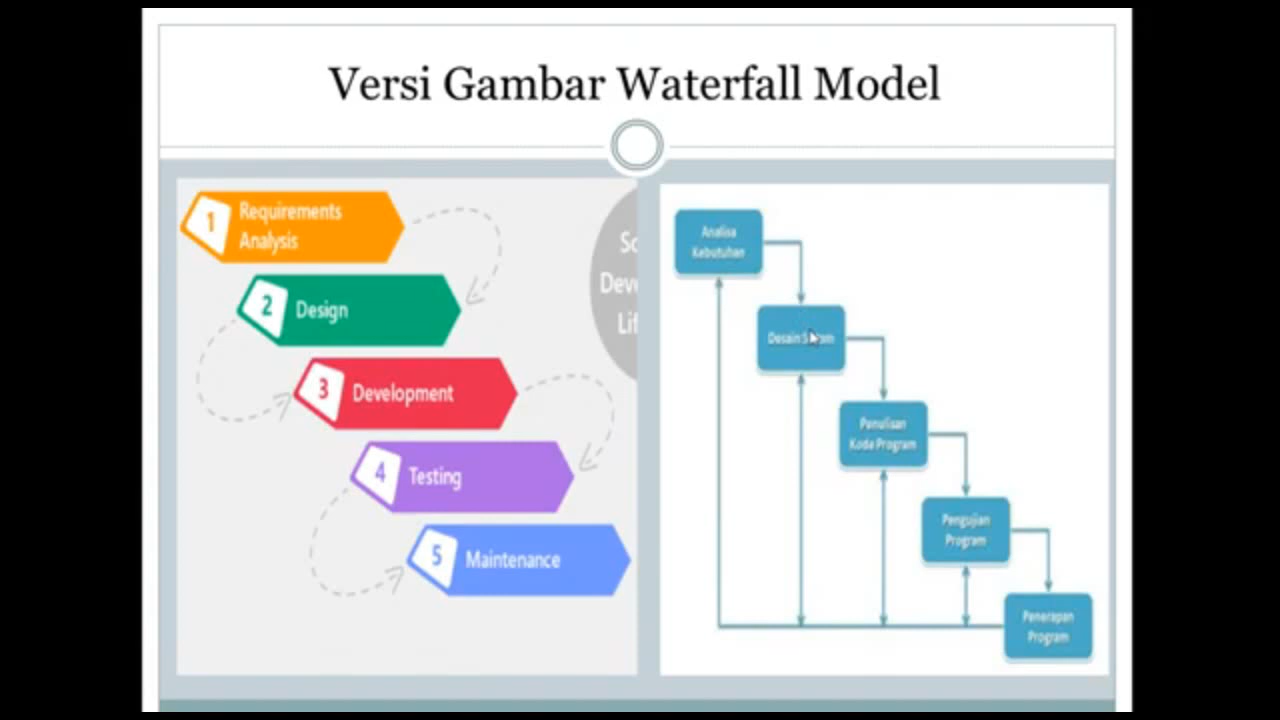 Versi Gambar Waterfall Model
1
Requirements
Analysis
2
Design
3
Development
4
Testing
5
Maintenance
Analisa
Kebutuhan
Desain
Penulisan
Kode Program
Pengujian
Program
Penerapan
Program